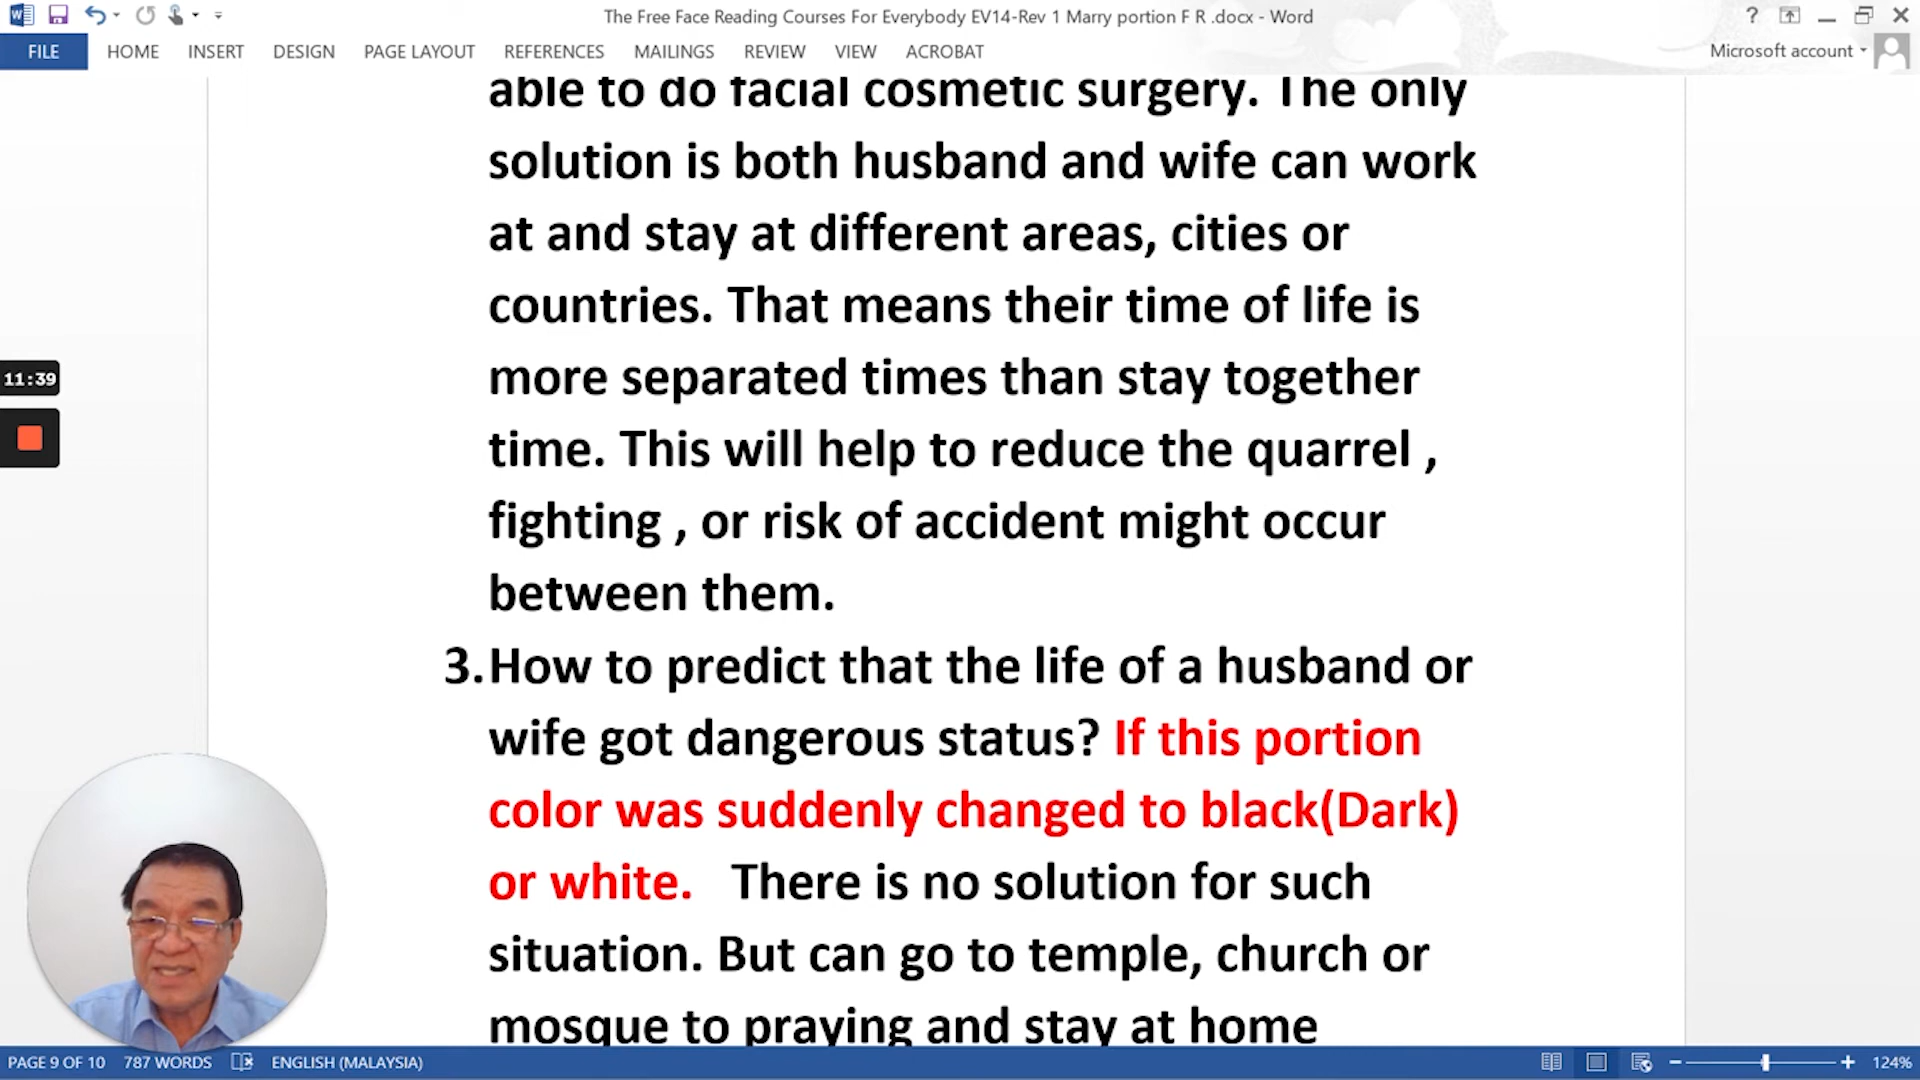 The Free Face Reading Courses For Everybody EV14-Rev 1 Marry portion F R .docx - Word
?
FILE HOME INSERT DESIGN PAGE LAYOUT REFERENCES MAILINGS REVIEW VIEW ACROBAT Microsoft account
able to do facial cosmetic surgery. The only
solution is both husband and wife can work
at and stay at different areas, cities or
countries. That means their time of life is
11:39
more separated times than stay together
time. This will help to reduce the quarrel ,
fighting , or risk of accident might occur
between them.
3.How to predict that the life of a husband or
wife got dangerous status? If this portion
color was suddenly changed to black(Dark)
or white. There is no solution for such
situation. But can go to temple, church or
mosque to praying and stay at home
PAGE 9 OF 10 787 WORDS ENGLISH (MALAYSIA) 124%